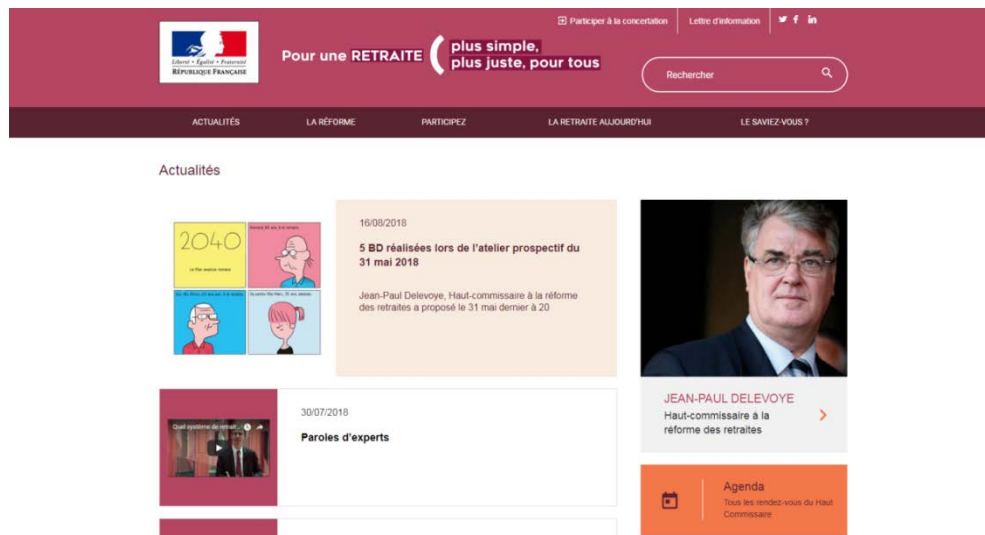 Participer à la concertation
Lettre d'information
Liberté • Égalité • Fraternité
RÉPUBLIQUE FRANÇAISE
Pour une RETRAITE
plus simple,
plus juste, pour tous
Rechercher
ACTUALITÉS
LA RÉFORME
PARTICIPEZ
LA RETRAITE AUJOURD'HUI
LE SAVIEZ-VOUS ?
Actualités
2040
16/08/2018
5 BD réalisées lors de l'atelier prospectif du
31 mai 2018
Jean-Paul Delevoye, Haut-commissaire à la réforme
des retraites a proposé le 31 mai dernier à 20
JEAN-PAUL DELEVOYE
Haut-commissaire à la
réforme des retraites
Quel système de retrait...
30/07/2018
Paroles d'experts
Agenda
Tous les rendez-vous du Haut
Commissaire